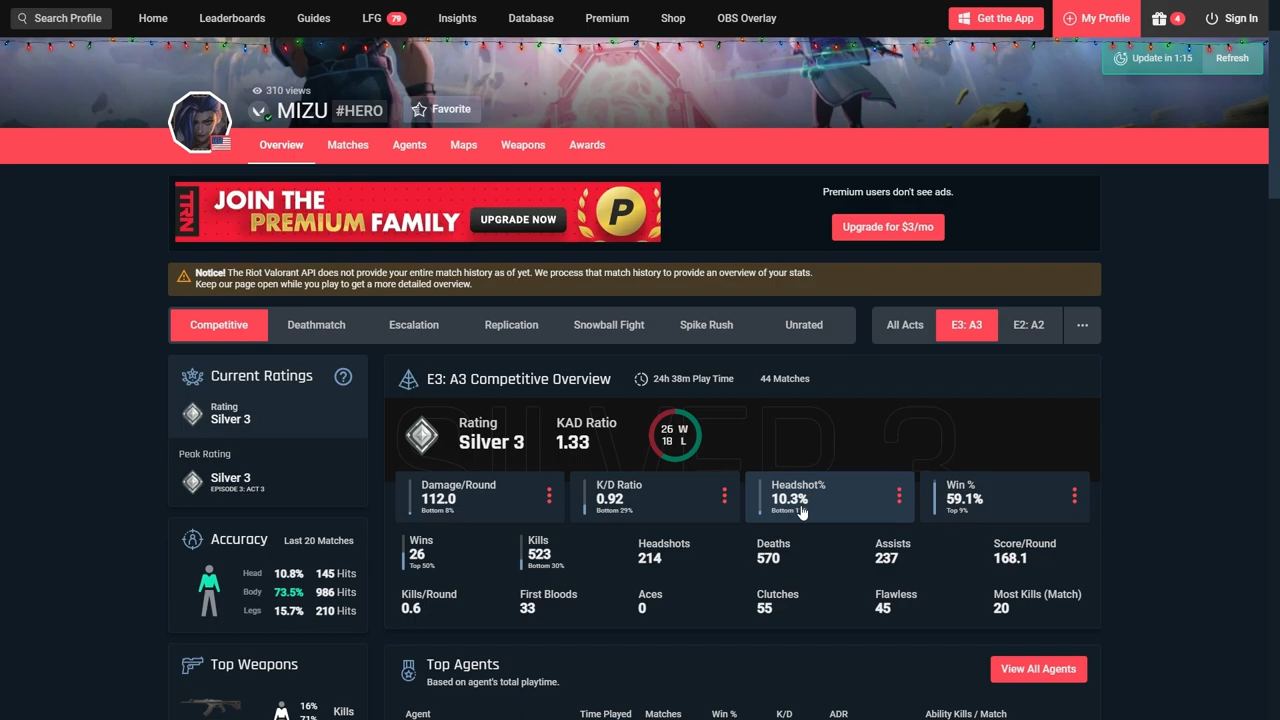 Search Profile
Home
Leaderboards
Guides
LFG 79
Insights
Database
Premium
Shop
OBS Overlay
Get the App
My Profile
4
Sign In
310 views
MIZU #HERO
Favorite
Update in 1:15
Refresh
Overview
Matches
Agents
Maps
Weapons
Awards
TRN
JOIN THE
PREMIUM FAMILY
UPGRADE NOW
P
Premium users don't see ads.
Upgrade for $3/mo
Notice! The Riot Valorant API does not provide your entire match history as of yet. We process that match history to provide an overview of your stats.
Keep our page open while you play to get a more detailed overview.
Competitive
Deathmatch
Escalation
Replication
Snowball Fight
Spike Rush
Unrated
All Acts
E3: A3
E2: A2
Current Ratings
Rating
Silver 3
Peak Rating
Silver 3
EPISODE 3: ACT 3
E3: A3 Competitive Overview
24h 38m Play Time
44 Matches
SILVER 3
Rating
Silver 3
KAD Ratio
1.33
26 W
18 L
Damage/Round
112.0
Bottom 8%
K/D Ratio
0.92
Bottom 29%
Headshot%
10.3%
Bottom
Win %
59.1%
Top 9%
Wins
26
Top 50%
Kills
523
Bottom 30%
Headshots
214
Deaths
570
Assists
237
Score/Round
168.1
Kills/Round
0.6
First Bloods
33
Aces
0
Clutches
55
Flawless
45
Most Kills (Match)
20
Accuracy
Last 20 Matches
Head 10.8% 145 Hits
Body 73.5% 986 Hits
Legs 15.7% 210 Hits
Top Weapons
16%
71%
Kills
Top Agents
Based on agent's total playtime.
View All Agents
Agent
Time Played
Matches
Win %
K/D
ADR
Ability Kills / Match